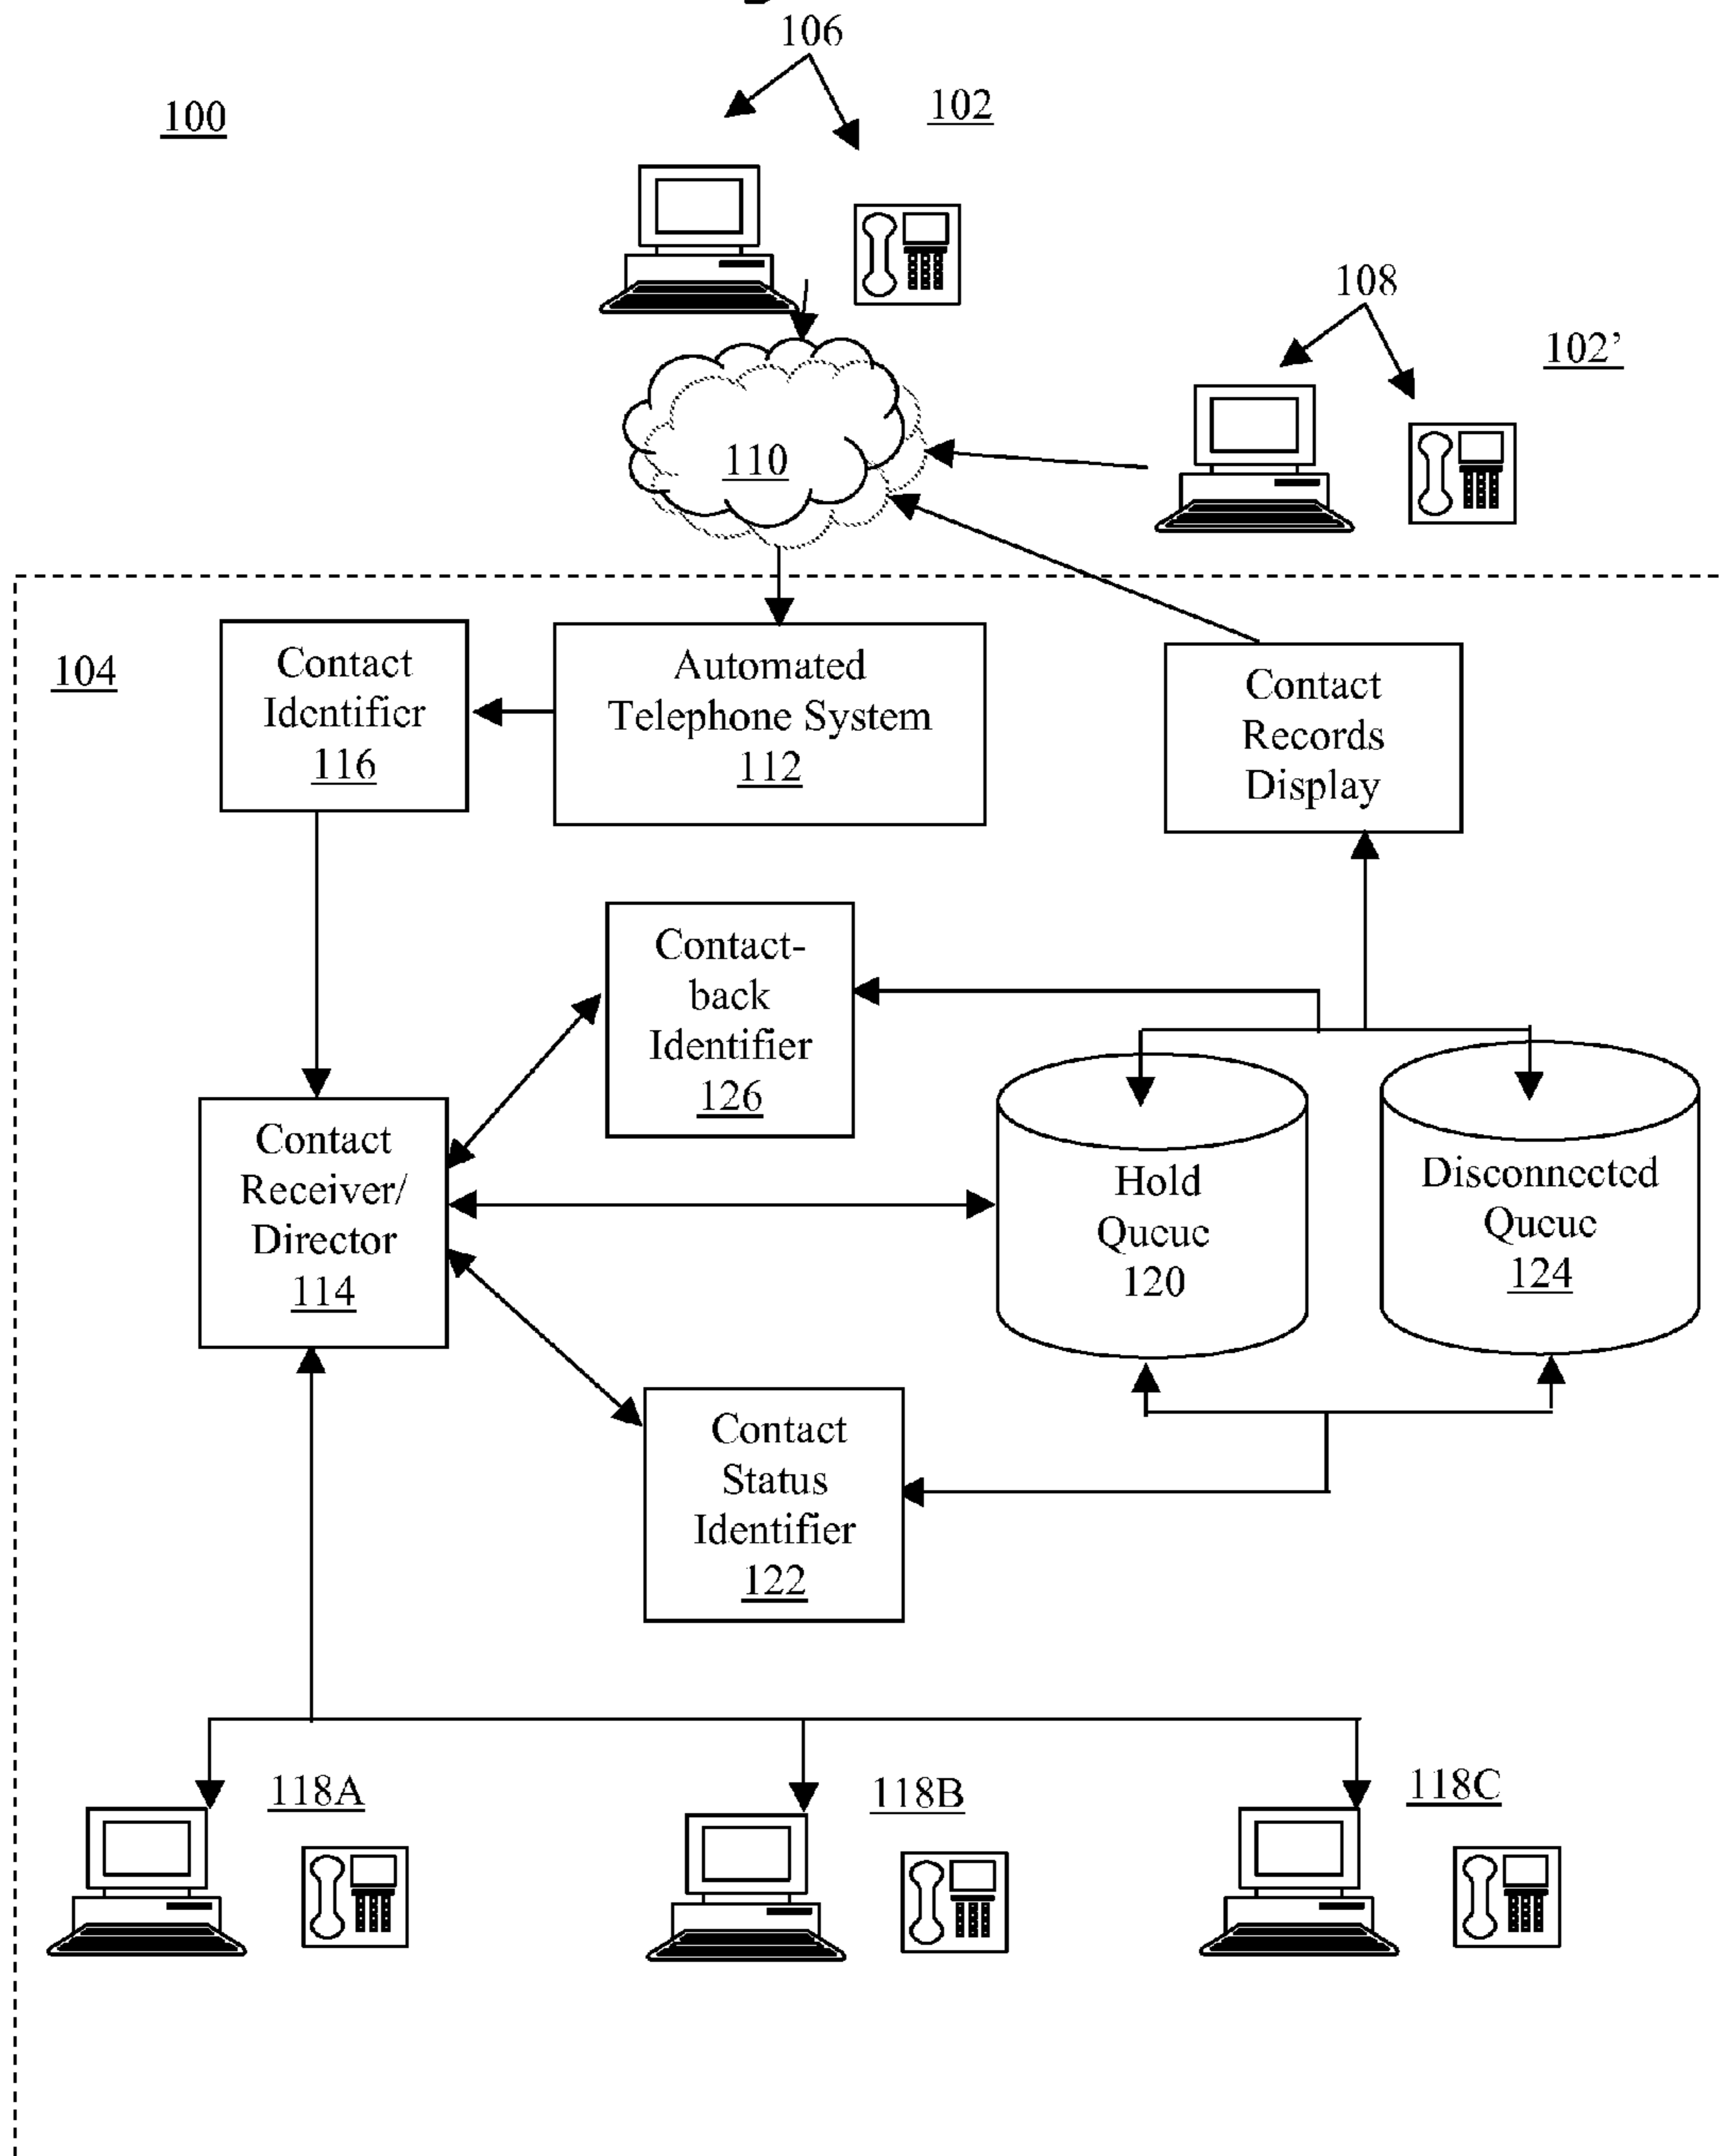 106
100
102
108
102’
110
104
Contact
Identifier
116
Automated
Telephone System
112
Contact
Records
Display
Contact-
back
Identifier
126
Contact
Receiver/
Director
114
Hold
Queue
120
Disconnected
Queue
124
Contact
Status
Identifier
122
118A
118B
118C